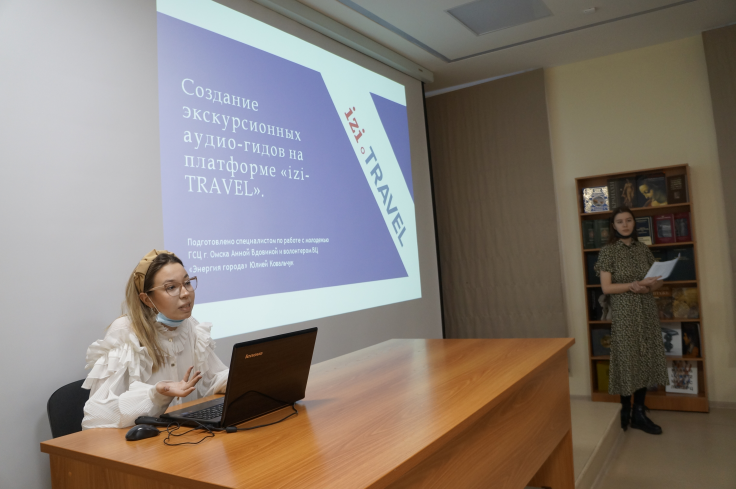 Создание
экскурсионных
аудио-гидов на
платформе «izi-
TRAVEL».
izi.TRAVEL
Подготовлено специалистом по работе с молодежью
ГСЦ г. Омска Анной Вдовиной и волонтером ВЦ
«Энергия города» Юлией Ковальчук
Lenovo